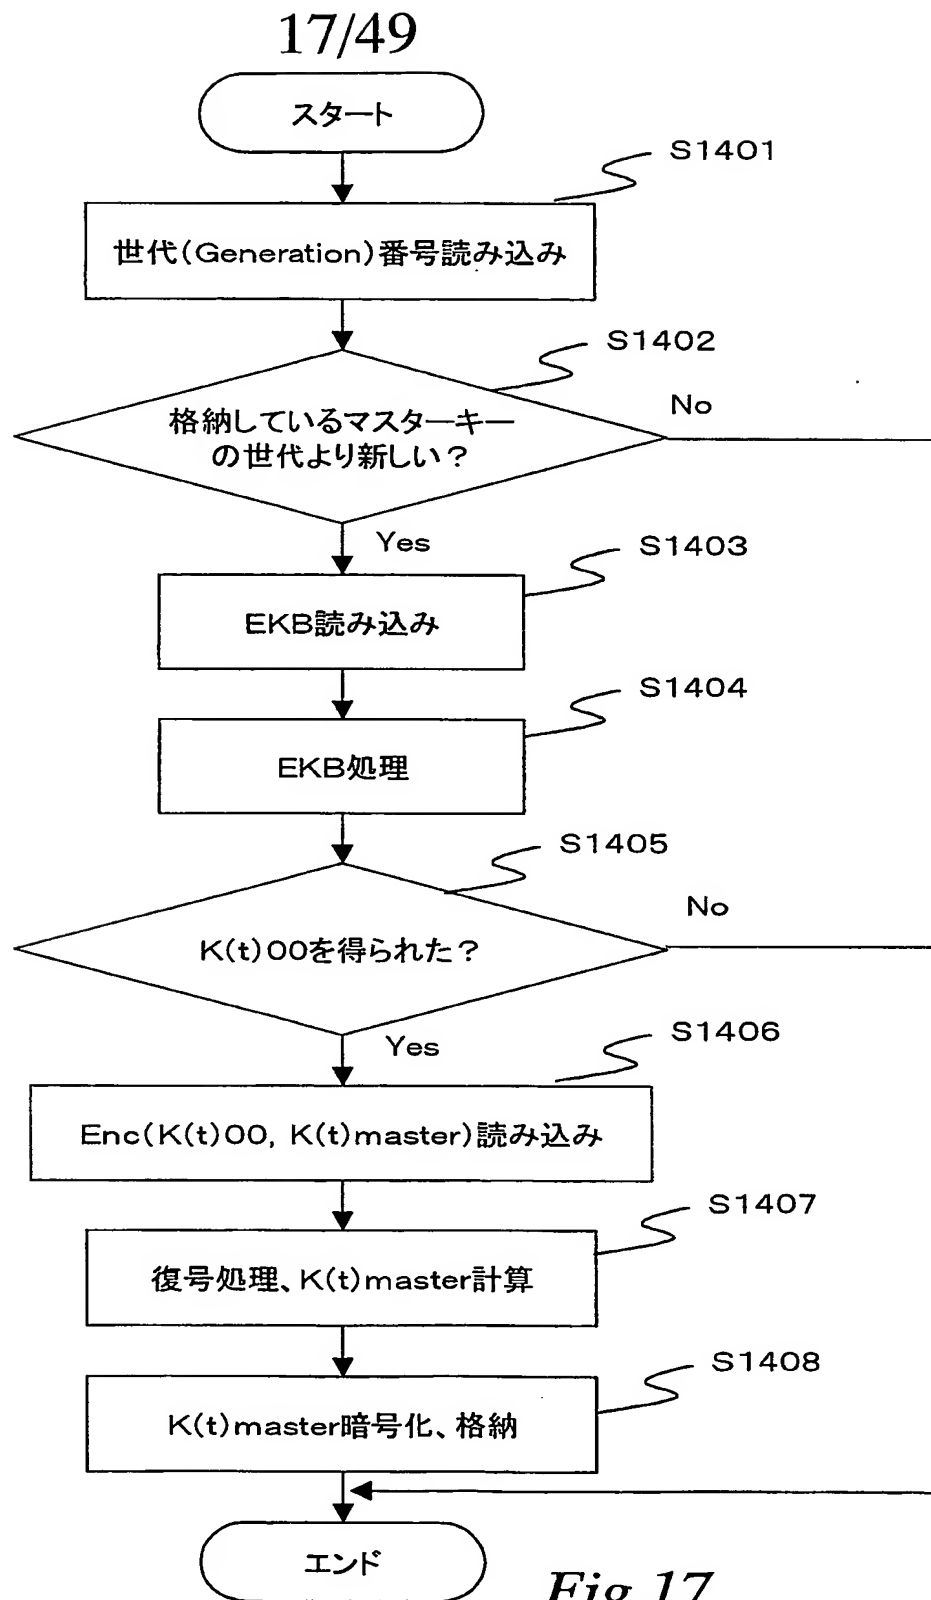 17/49
スタート
S1401
世代(Generation)番号読み込み
S1402
No
格納しているマスターキー
の世代より新しい?
Yes
S1403
EKB読み込み
S1404
EKB処理
S1405
No
K(t)00を得られた?
Yes
S1406
Enc(K(t)00, K(t)master)読み込み
S1407
復号処理、K(t)master計算
S1408
K(t)master暗号化、格納
エンド
Fig.17